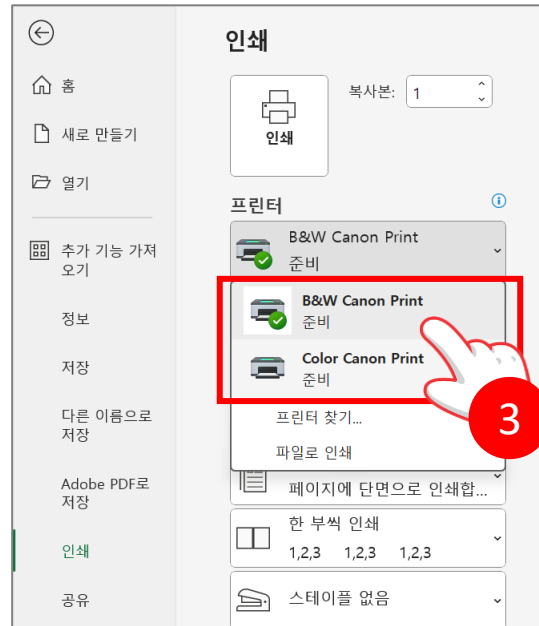 인쇄
홈
새로 만들기
열기
추가 기능 가져
오기
정보
저장
다른 이름으로
저장
Adobe PDF로
저장
인쇄
공유
인쇄
복사본: 1
프린터
B&W Canon Print
준비
B&W Canon Print
준비
Color Canon Print
준비
프린터 찾기...
파일로 인쇄
3
페이지에 단면으로 인쇄합...
한 부씩 인쇄
1,2,3 1,2,3 1,2,3
스테이플 없음